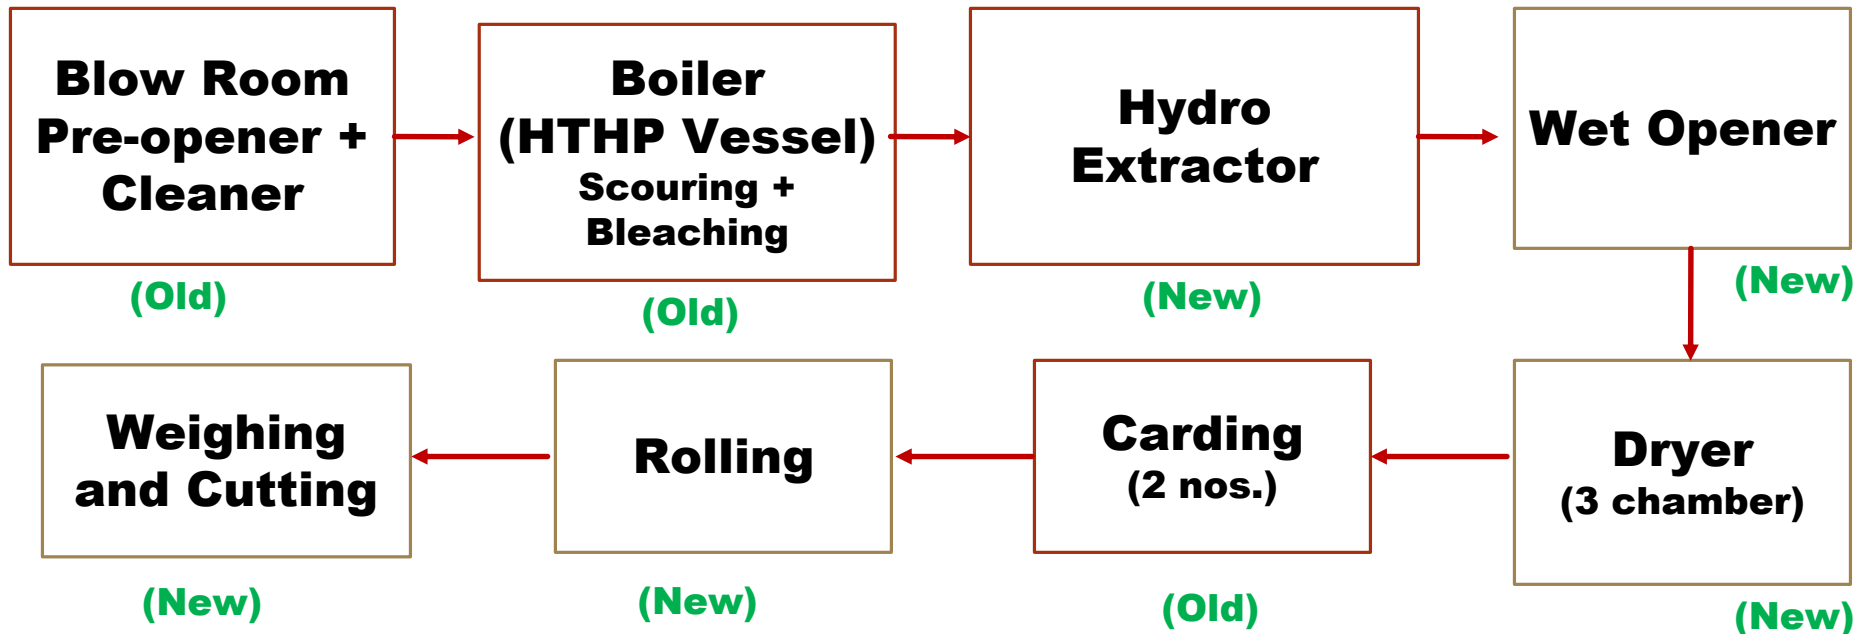 Blow Room
Pre-opener +
Cleaner
(Old)
Boiler
(HTHP Vessel)
Scouring +
Bleaching
(Old)
Hydro
Extractor
(New)
Wet Opener
(New)
Dryer
(3 chamber)
(New)
Carding
(2 nos.)
(Old)
Rolling
(New)
Weighing
and Cutting
(New)